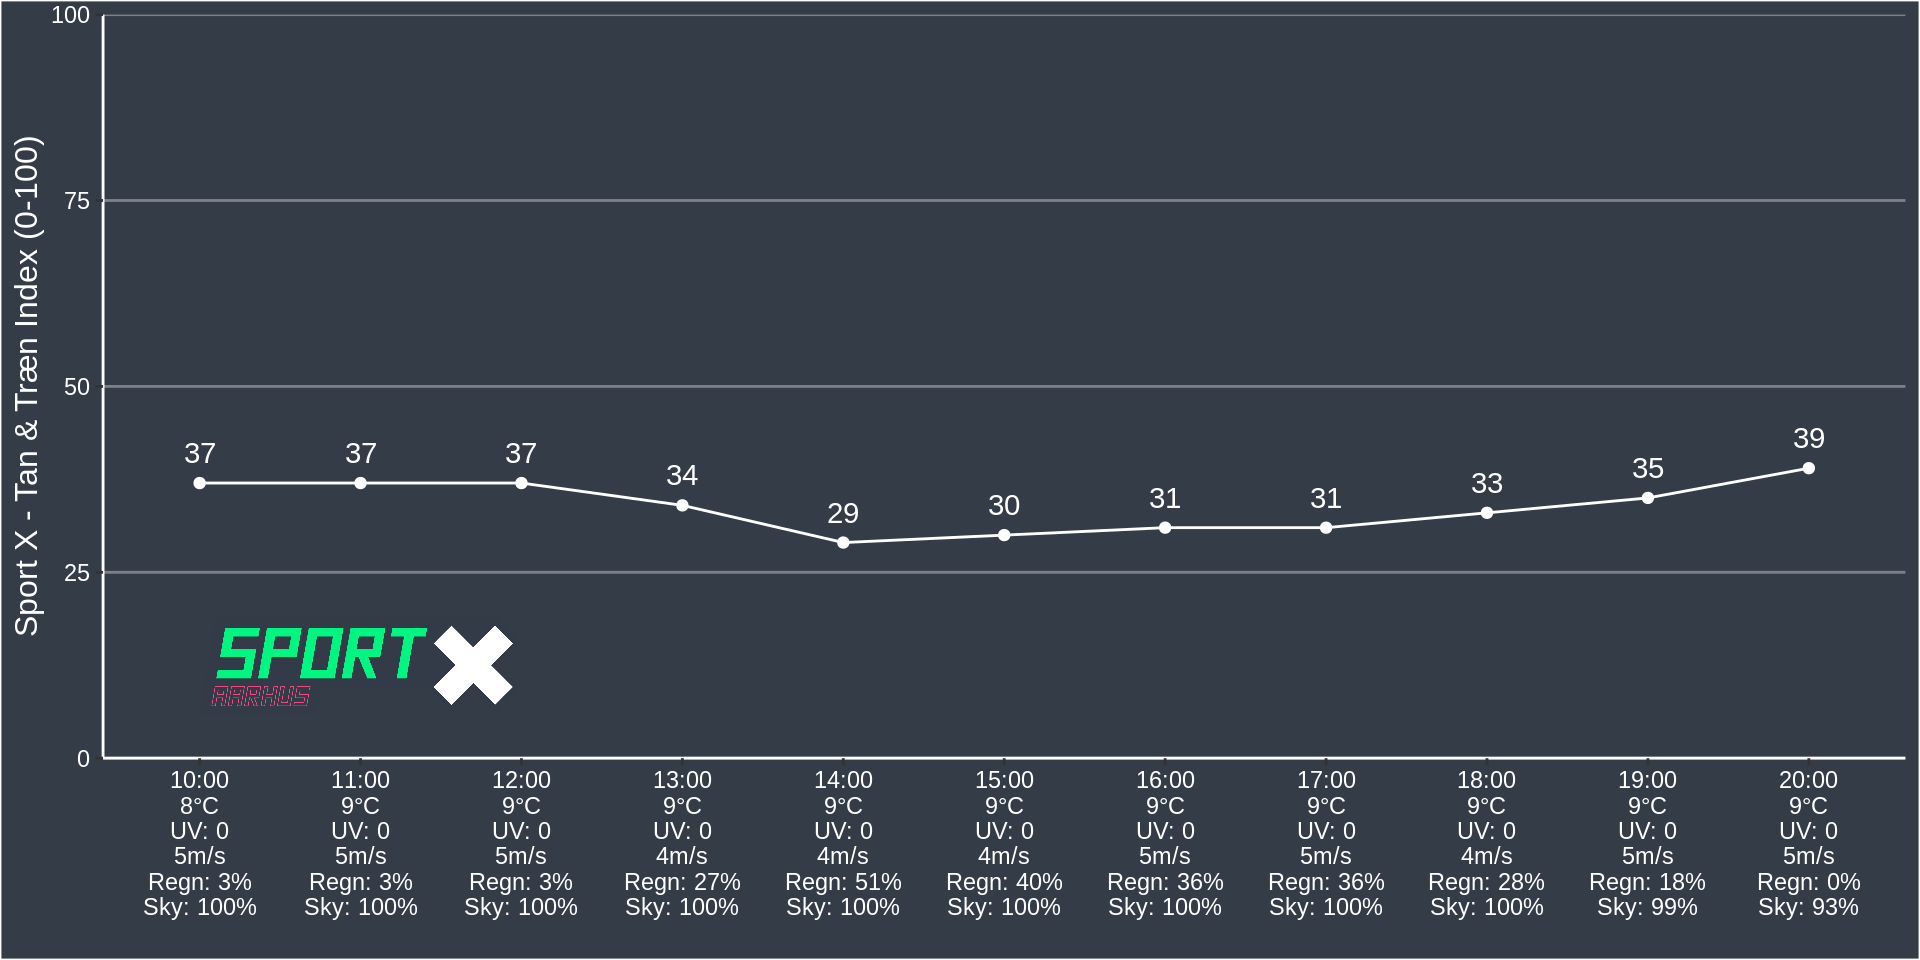 Sport X - Tan & Træn Index (0-100)
100
75
50
25
0
37
37
37
34
29
30
31
31
33
35
39
SPORT X
AARHUS
10:00
8°C
UV: 0
5m/s
Regn: 3%
Sky: 100%
11:00
9°C
UV: 0
5m/s
Regn: 3%
Sky: 100%
12:00
9°C
UV: 0
5m/s
Regn: 3%
Sky: 100%
13:00
9°C
UV: 0
4m/s
Regn: 27%
Sky: 100%
14:00
9°C
UV: 0
4m/s
Regn: 51%
Sky: 100%
15:00
9°C
UV: 0
4m/s
Regn: 40%
Sky: 100%
16:00
9°C
UV: 0
5m/s
Regn: 36%
Sky: 100%
17:00
9°C
UV: 0
5m/s
Regn: 36%
Sky: 100%
18:00
9°C
UV: 0
4m/s
Regn: 28%
Sky: 100%
19:00
9°C
UV: 0
5m/s
Regn: 18%
Sky: 99%
20:00
9°C
UV: 0
5m/s
Regn: 0%
Sky: 93%